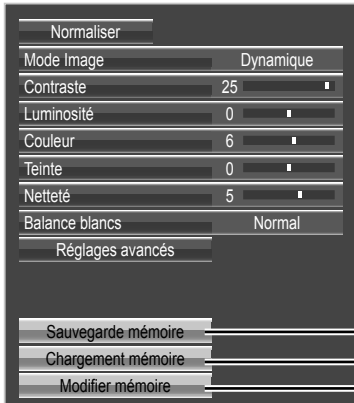 Normaliser
Mode Image Dynamique
Contraste 25
Luminosité 0
Couleur 6
Teinte 0
Netteté 5
Balance blancs Normal
Réglages avancés
Sauvegarde mémoire
Chargement mémoire
Modifier mémoire